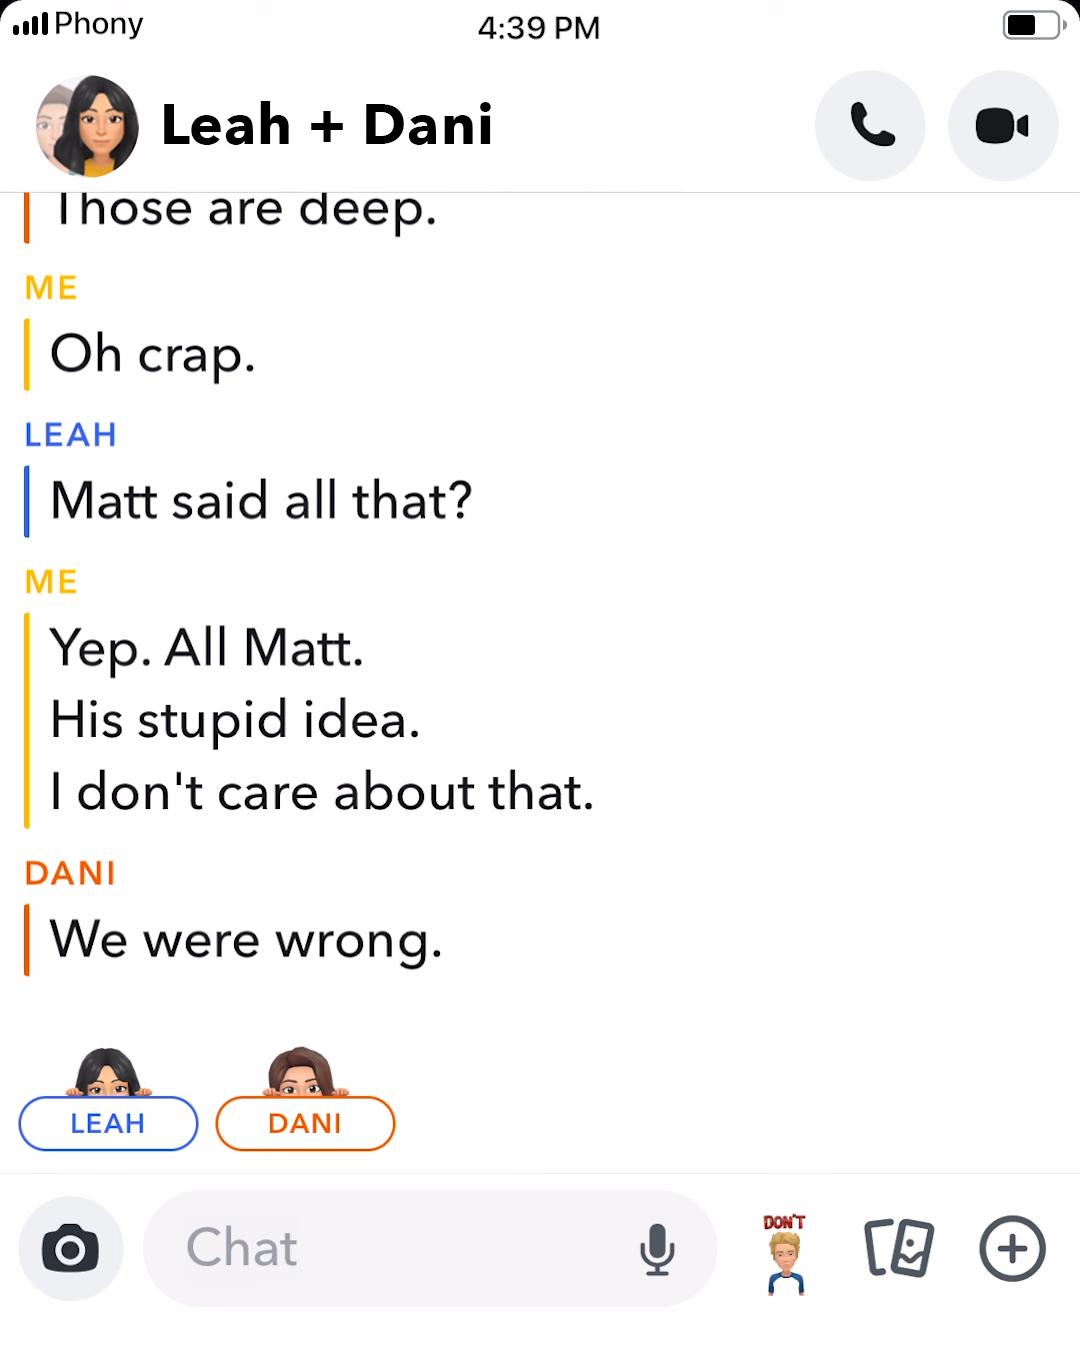 Phony
4:39 PM
Leah + Dani
Those are deep.
ME
Oh crap.
LEAH
Matt said all that?
ME
Yep. All Matt.
His stupid idea.
I don't care about that.
DANI
We were wrong.
LEAH
DANI
Chat
DON'T